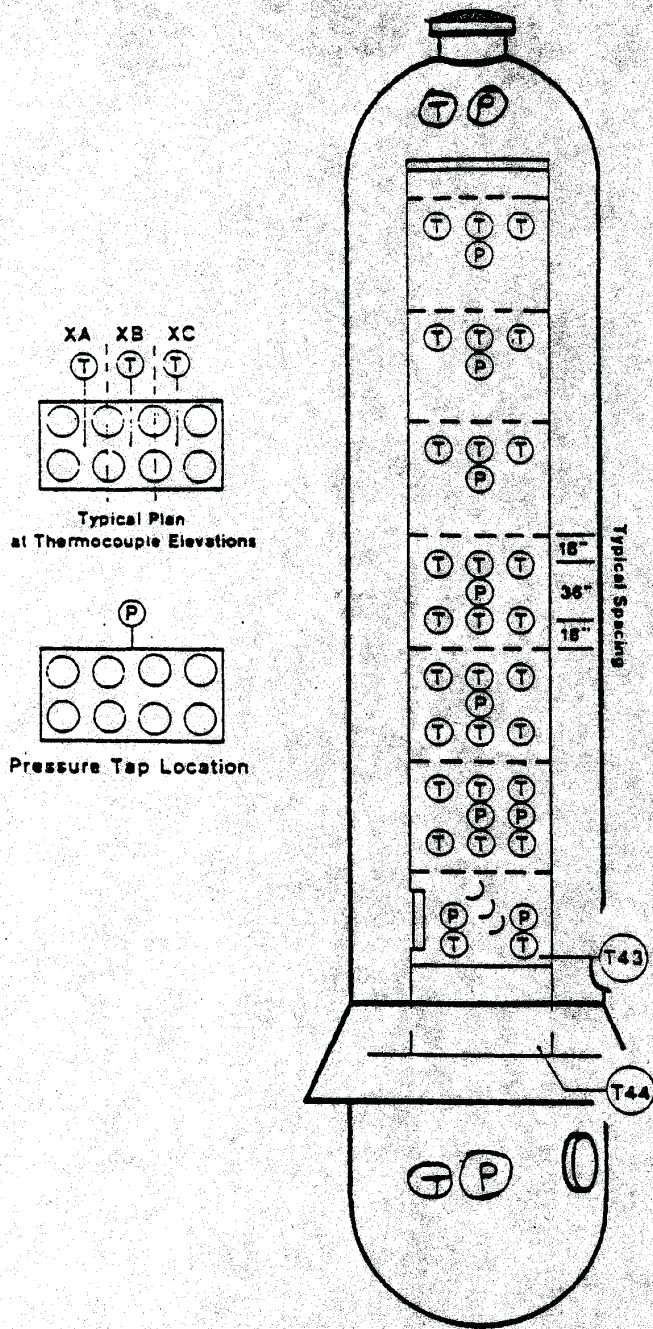 T P
T T T
P
T T T
P
T T T
P
XA XB XC
T T T
Typical Plan
at Thermocouple Elevations
P
Pressure Tap Location
T T T
P
T T T
T T T
P
T T T
T T T
P P
T T T
P P
T T
18"
36"
18"
Typical Spacing
T43
T44
T P